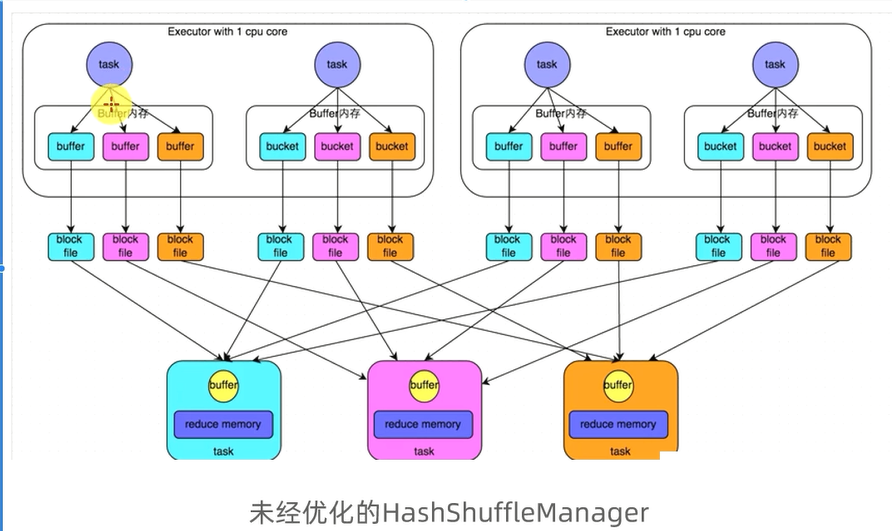 Executor with 1 cpu core
Executor with 1 cpu core
task
task
task
task
Buffer内存
Buffer内存
Buffer内存
Buffer内存
buffer
buffer
buffer
bucket
bucket
bucket
buffer
buffer
buffer
bucket
bucket
bucket
block
file
block
file
block
file
block
file
block
file
block
file
block
file
block
file
block
file
block
file
block
file
block
file
buffer
buffer
buffer
reduce memory
reduce memory
reduce memory
task
task
task
未经优化的HashShuffleManager